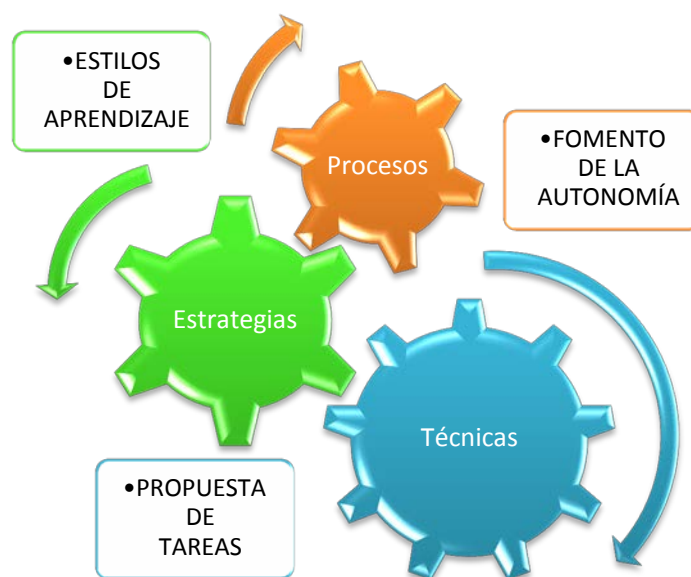 •ESTILOS
DE
APRENDIZAJE
Procesos
•FOMENTO
DE LA
AUTONOMÍA
Estrategias
Técnicas
•PROPUESTA
DE
TAREAS